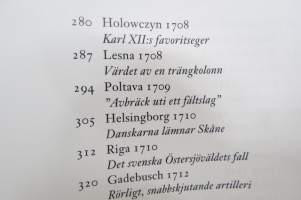 280 Holowczyn 1708
Karl XII:s favoritseger
287 Lesna 1708
Värdet av en trängkolonn
294 Poltava 1709
"Avbräck uti ett fältslag"
305 Helsingborg 1710
Danskarna lämnar Skåne
312 Riga 1710
Det svenska Östersjöväldets fall
320 Gadebusch 1712
Rörligt, snabbskjutande artilleri